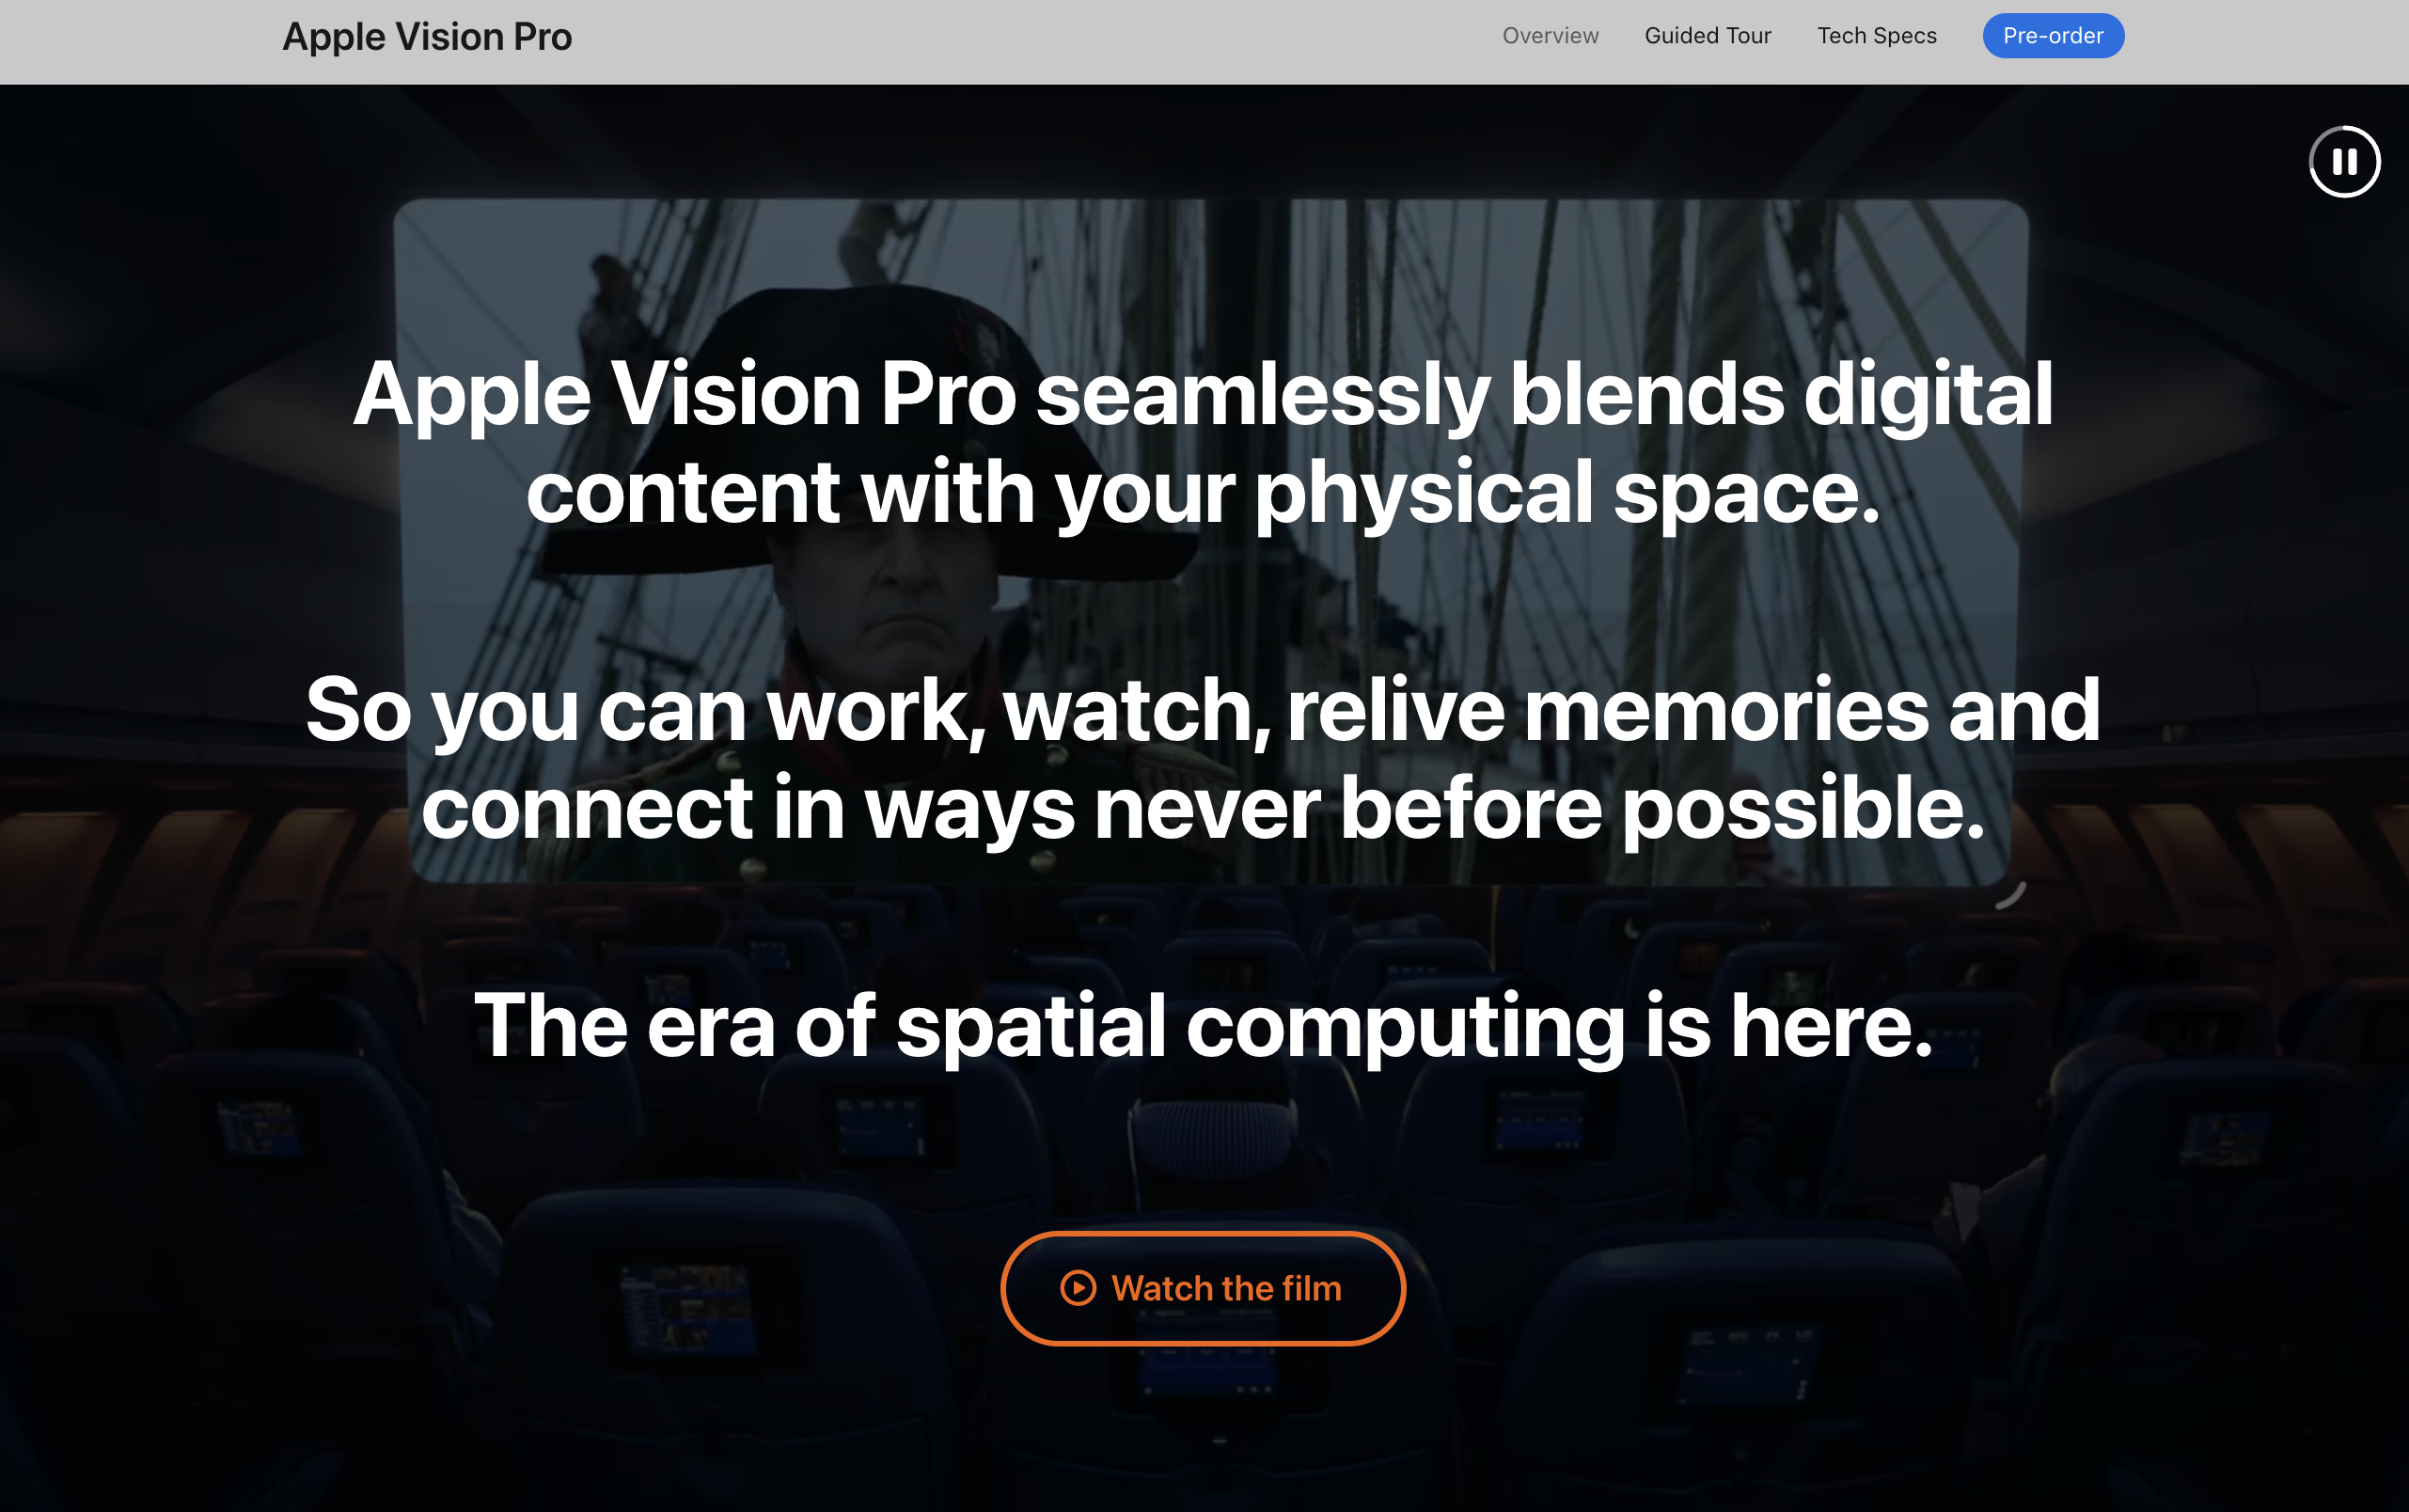 Apple Vision Pro
Overview
Guided Tour
Tech Specs
Pre-order
Apple Vision Pro seamlessly blends digital
content with your physical space.
So you can work, watch, relive memories and
connect in ways never before possible.
The era of spatial computing is here.
Watch the film